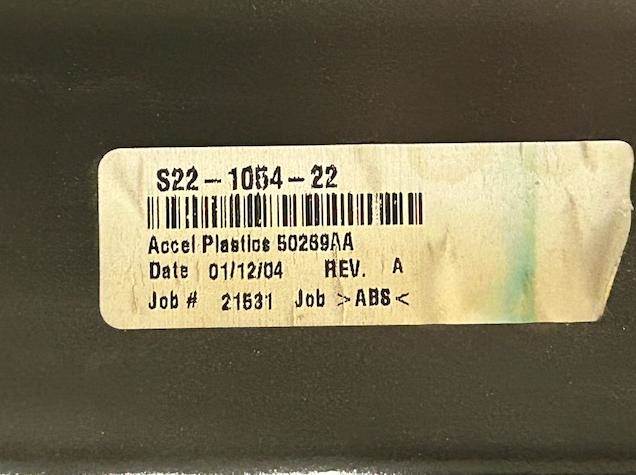 S22-1054-22
Accel Plastics 50269AA
Date 01/12/04 REV. A
Job # 21531 Job >ABS<